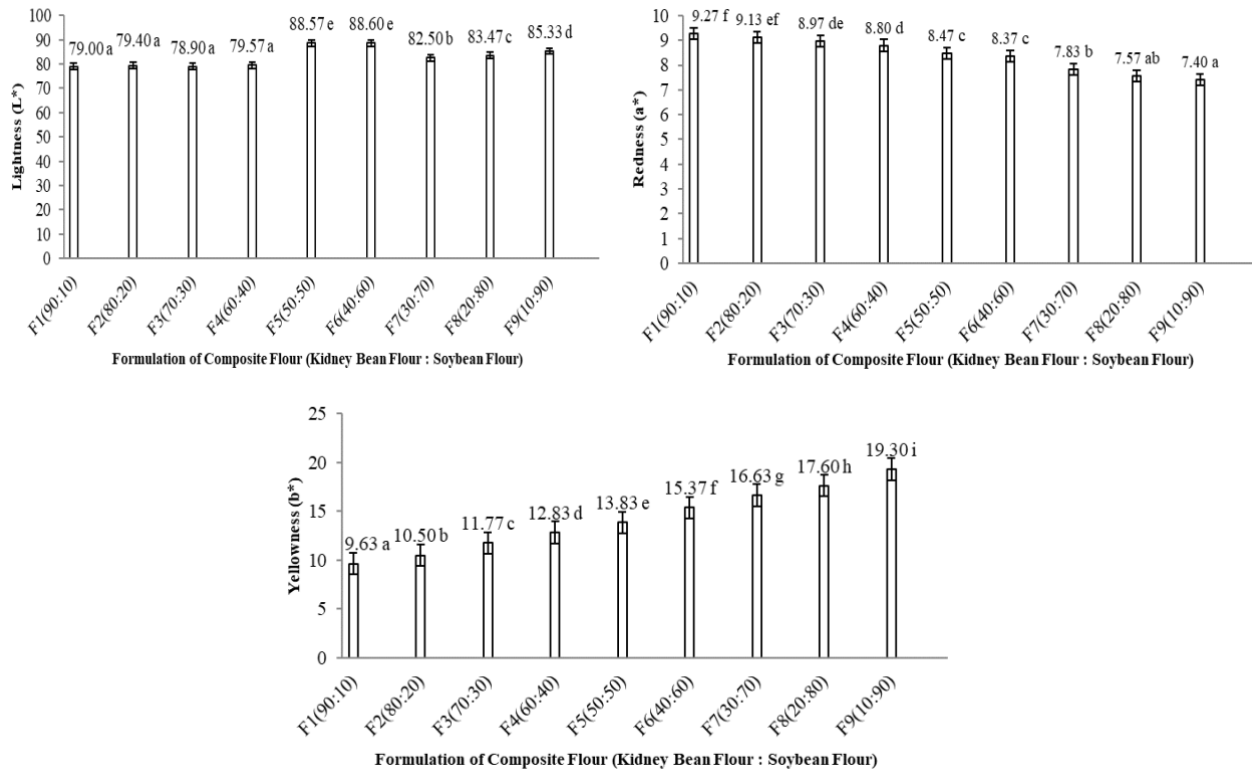 Lightness (L*)
100
90
80
70
60
50
40
30
20
10
0
79.00 a
79.40 a
78.90 a
79.57 a
88.57 e
88.60 e
82.50 b
83.47 c
85.33 d
F1(90:10)
F2(80:20)
F3(70:30)
F4(60:40)
F5(50:50)
F6(40:60)
F7(30:70)
F8(20:80)
F9(10:90)
Formulation of Composite Flour (Kidney Bean Flour : Soybean Flour)
Redness (a*)
10
9
8
7
6
5
4
3
2
1
0
9.27 f
9.13 ef
8.97 de
8.80 d
8.47 c
8.37 c
7.83 b
7.57 ab
7.40 a
F1(90:10)
F2(80:20)
F3(70:30)
F4(60:40)
F5(50:50)
F6(40:60)
F7(30:70)
F8(20:80)
F9(10:90)
Formulation of Composite Flour (Kidney Bean Flour : Soybean Flour)
Yellowness (b*)
25
20
15
10
5
0
9.63 a
10.50 b
11.77 c
12.83 d
13.83 e
15.37 f
16.63 g
17.60 h
19.30 i
F1(90:10)
F2(80:20)
F3(70:30)
F4(60:40)
F5(50:50)
F6(40:60)
F7(30:70)
F8(20:80)
F9(10:90)
Formulation of Composite Flour (Kidney Bean Flour : Soybean Flour)